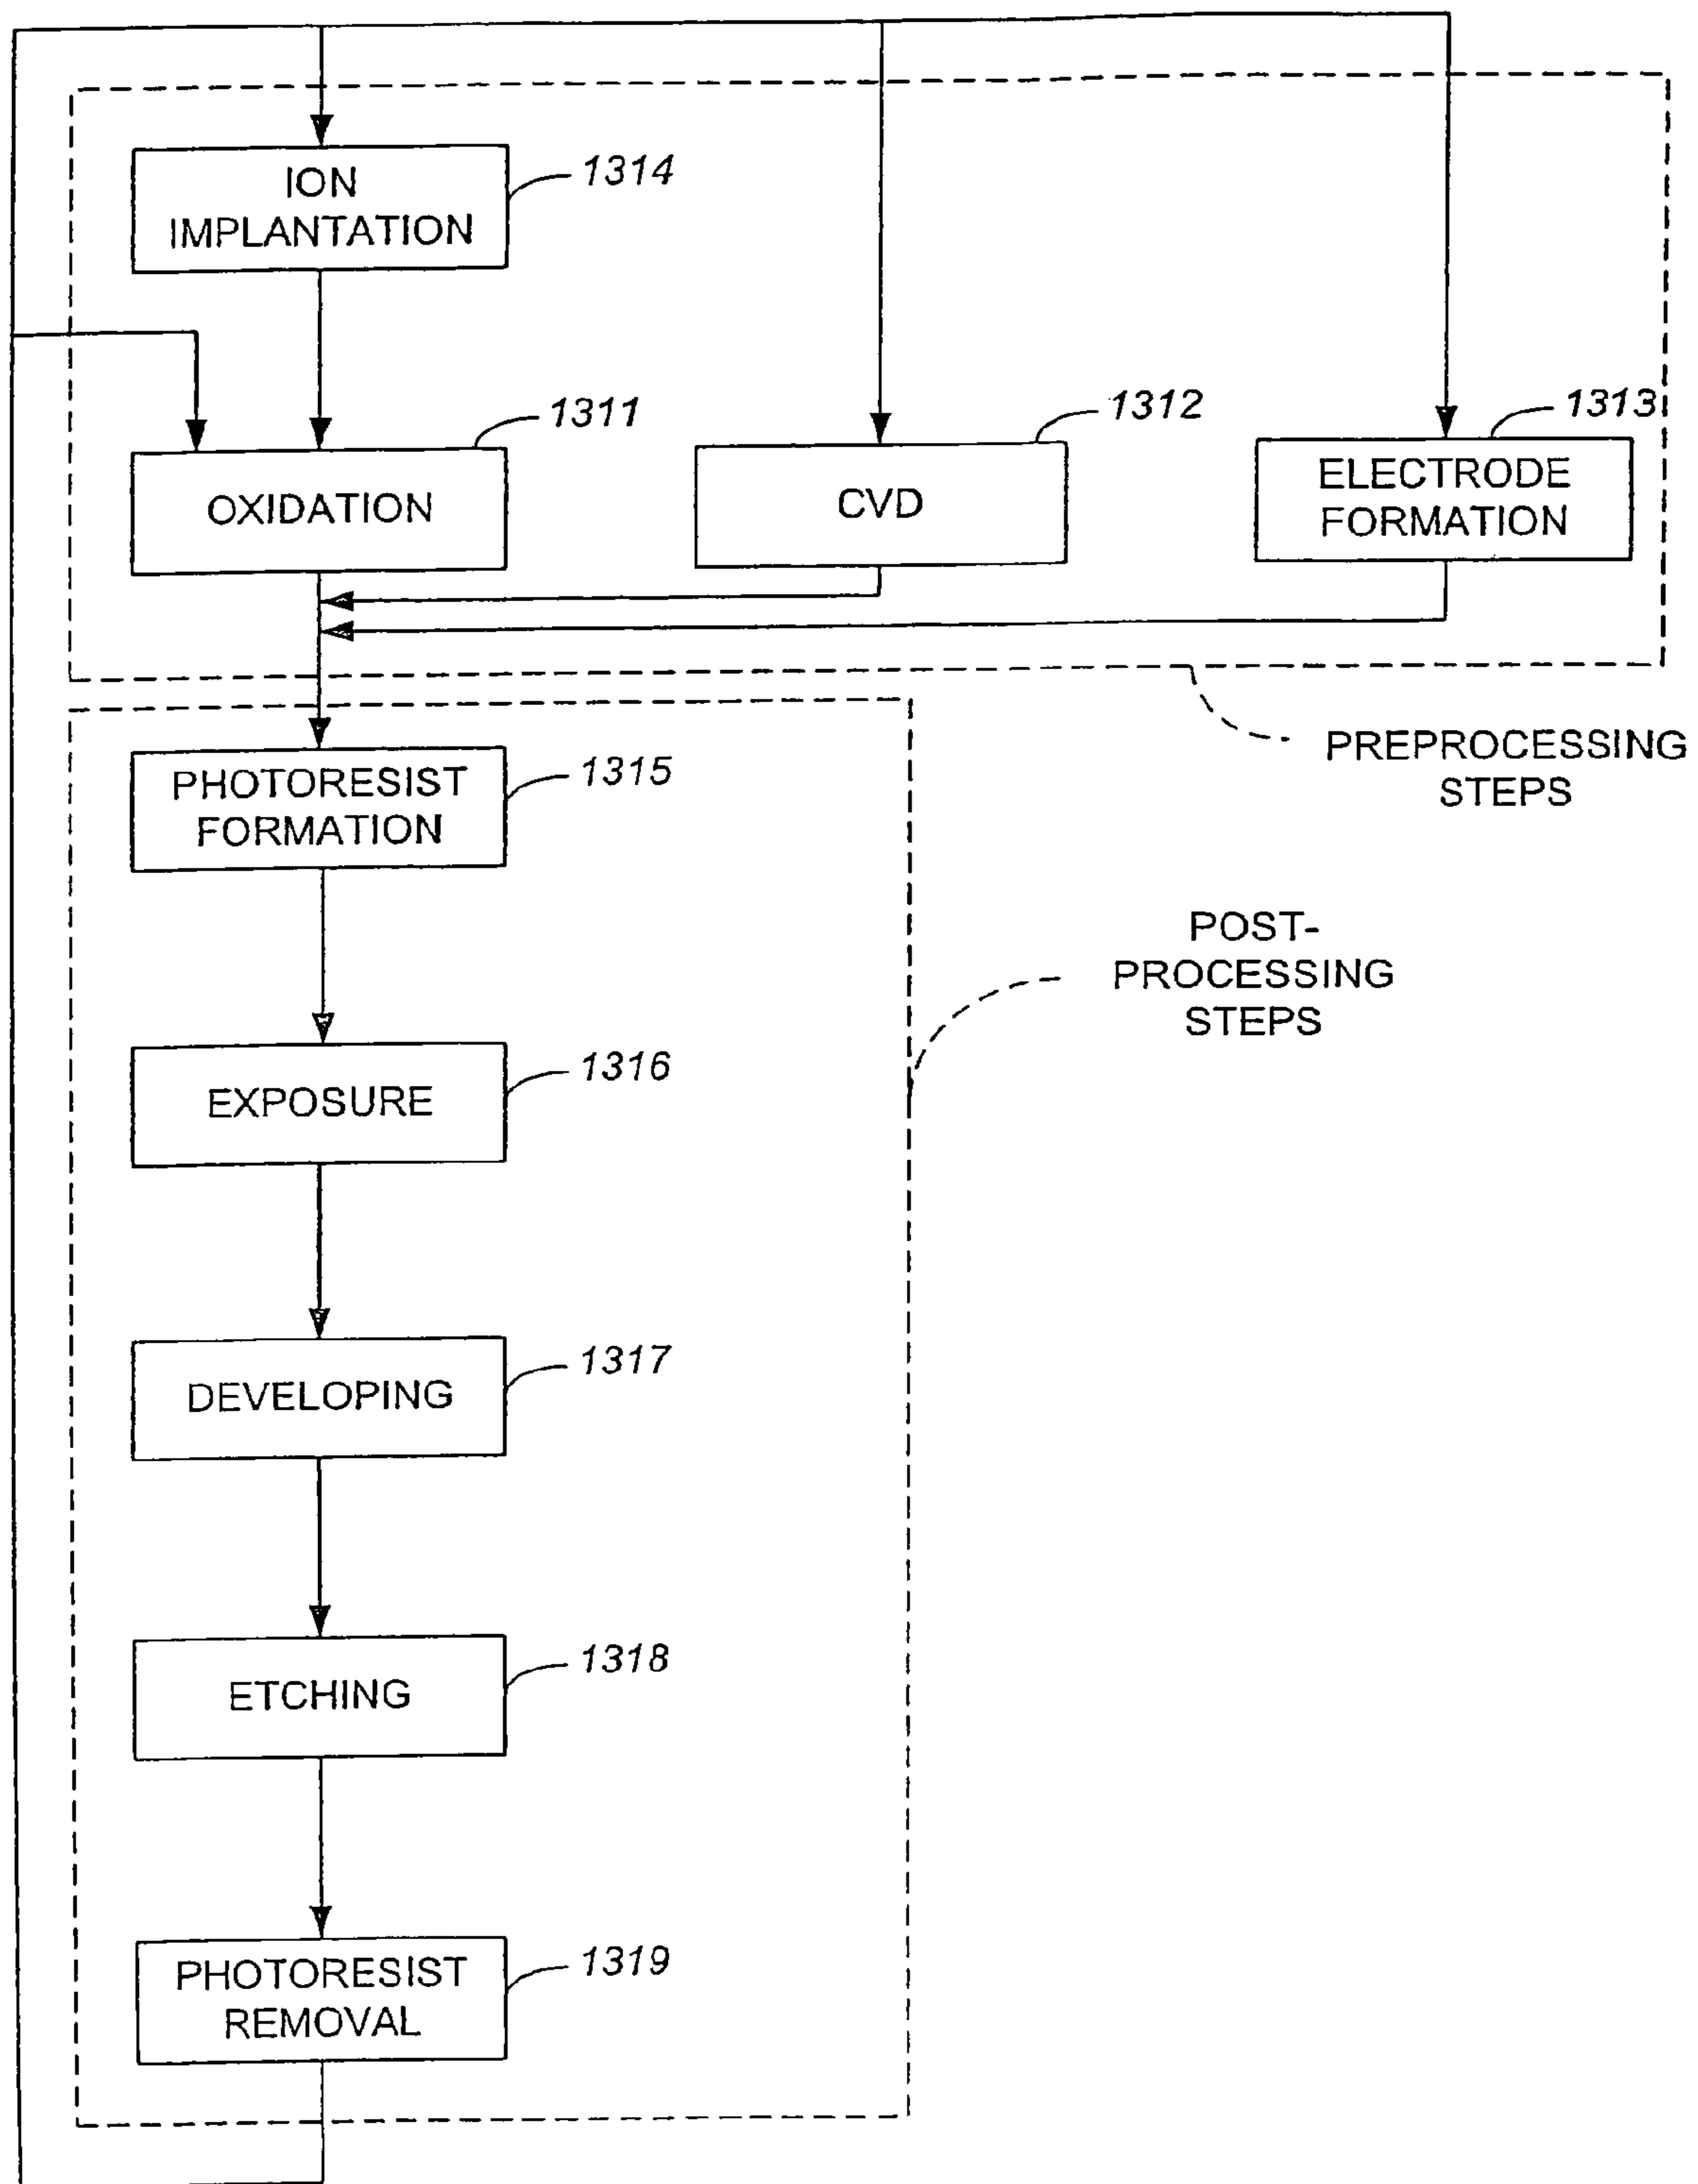 ION
IMPLANTATION
1314
1311
OXIDATION
1312
CVD
1313
ELECTRODE
FORMATION
PREPROCESSING
STEPS
1315
PHOTORESIST
FORMATION
POST-
PROCESSING
STEPS
1316
EXPOSURE
1317
DEVELOPING
1318
ETCHING
1319
PHOTORESIST
REMOVAL